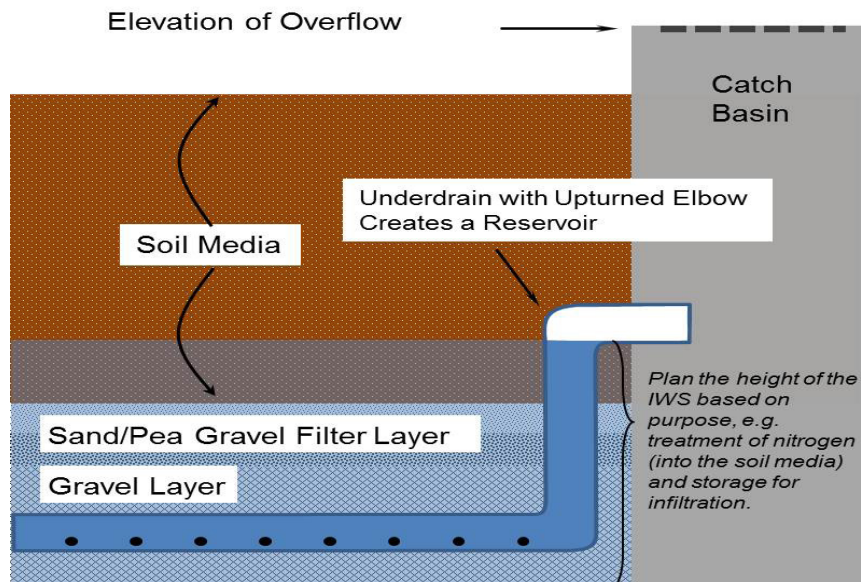 Elevation of Overflow
Catch
Basin
Underdrain with Upturned Elbow
Creates a Reservoir
Soil Media
Plan the height of the
IWS based on
purpose, e.g.
treatment of nitrogen
(into the soil media)
and storage for
infiltration.
Sand/Pea Gravel Filter Layer
Gravel Layer